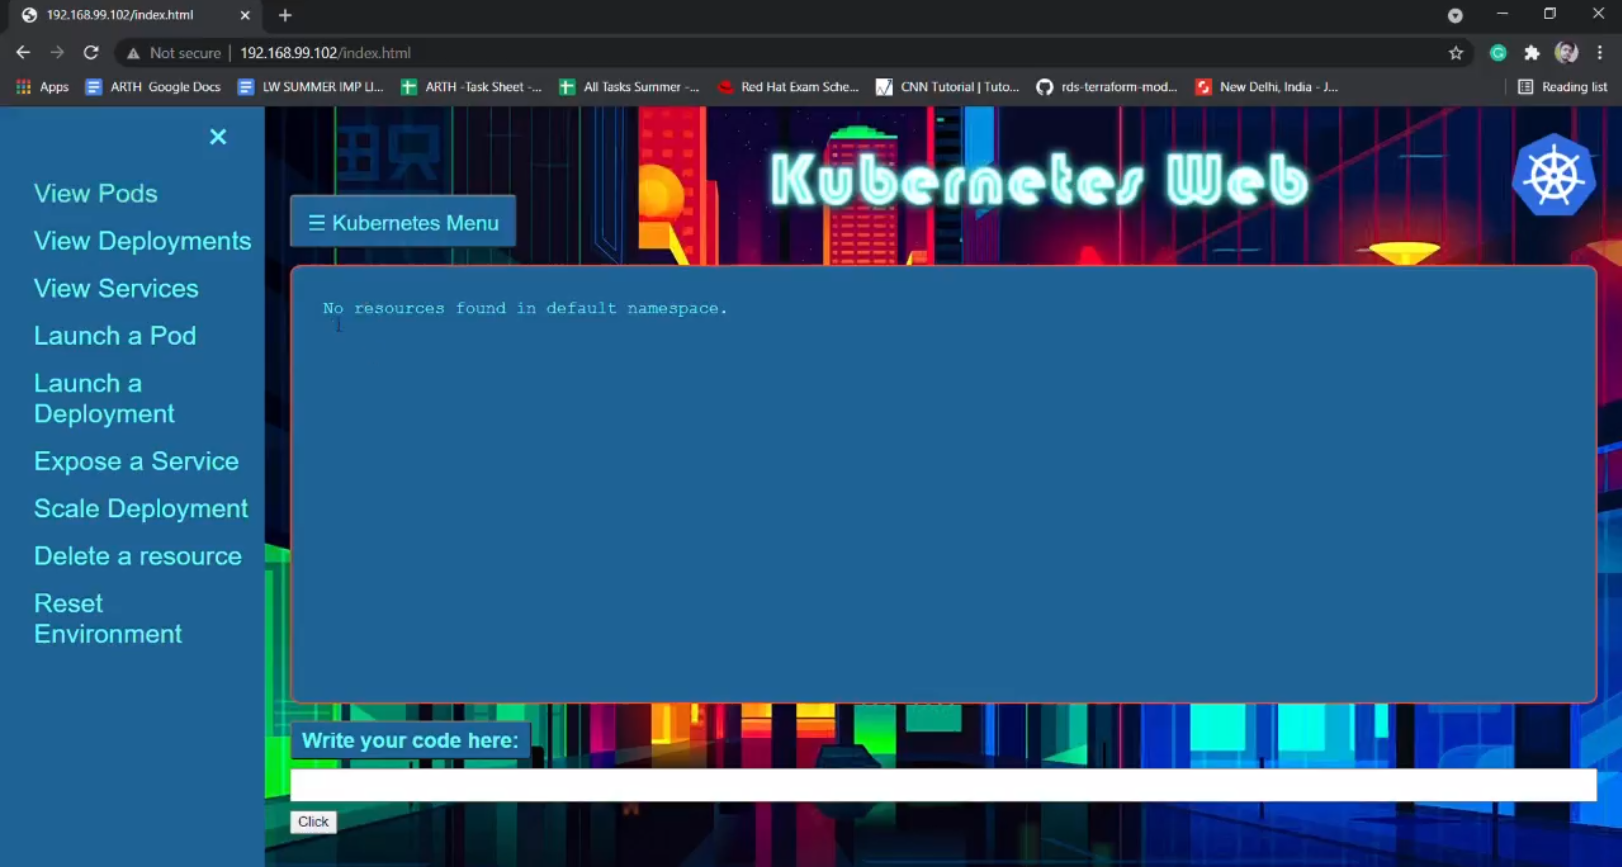 192.168.99.102/index.html
Not secure | 192.168.99.102/index.html
Apps ARTH Google Docs LW SUMMER IMP LI... ARTH -Task Sheet -... All Tasks Summer -... Red Hat Exam Sche... CNN Tutorial | Tuto... rds-terraform-mod... New Delhi, India - J... Reading list
View Pods
View Deployments
View Services
Launch a Pod
Launch a
Deployment
Expose a Service
Scale Deployment
Delete a resource
Reset
Environment
Kubernetes Web
☰ Kubernetes Menu
No resources found in default namespace.
Write your code here:
Click